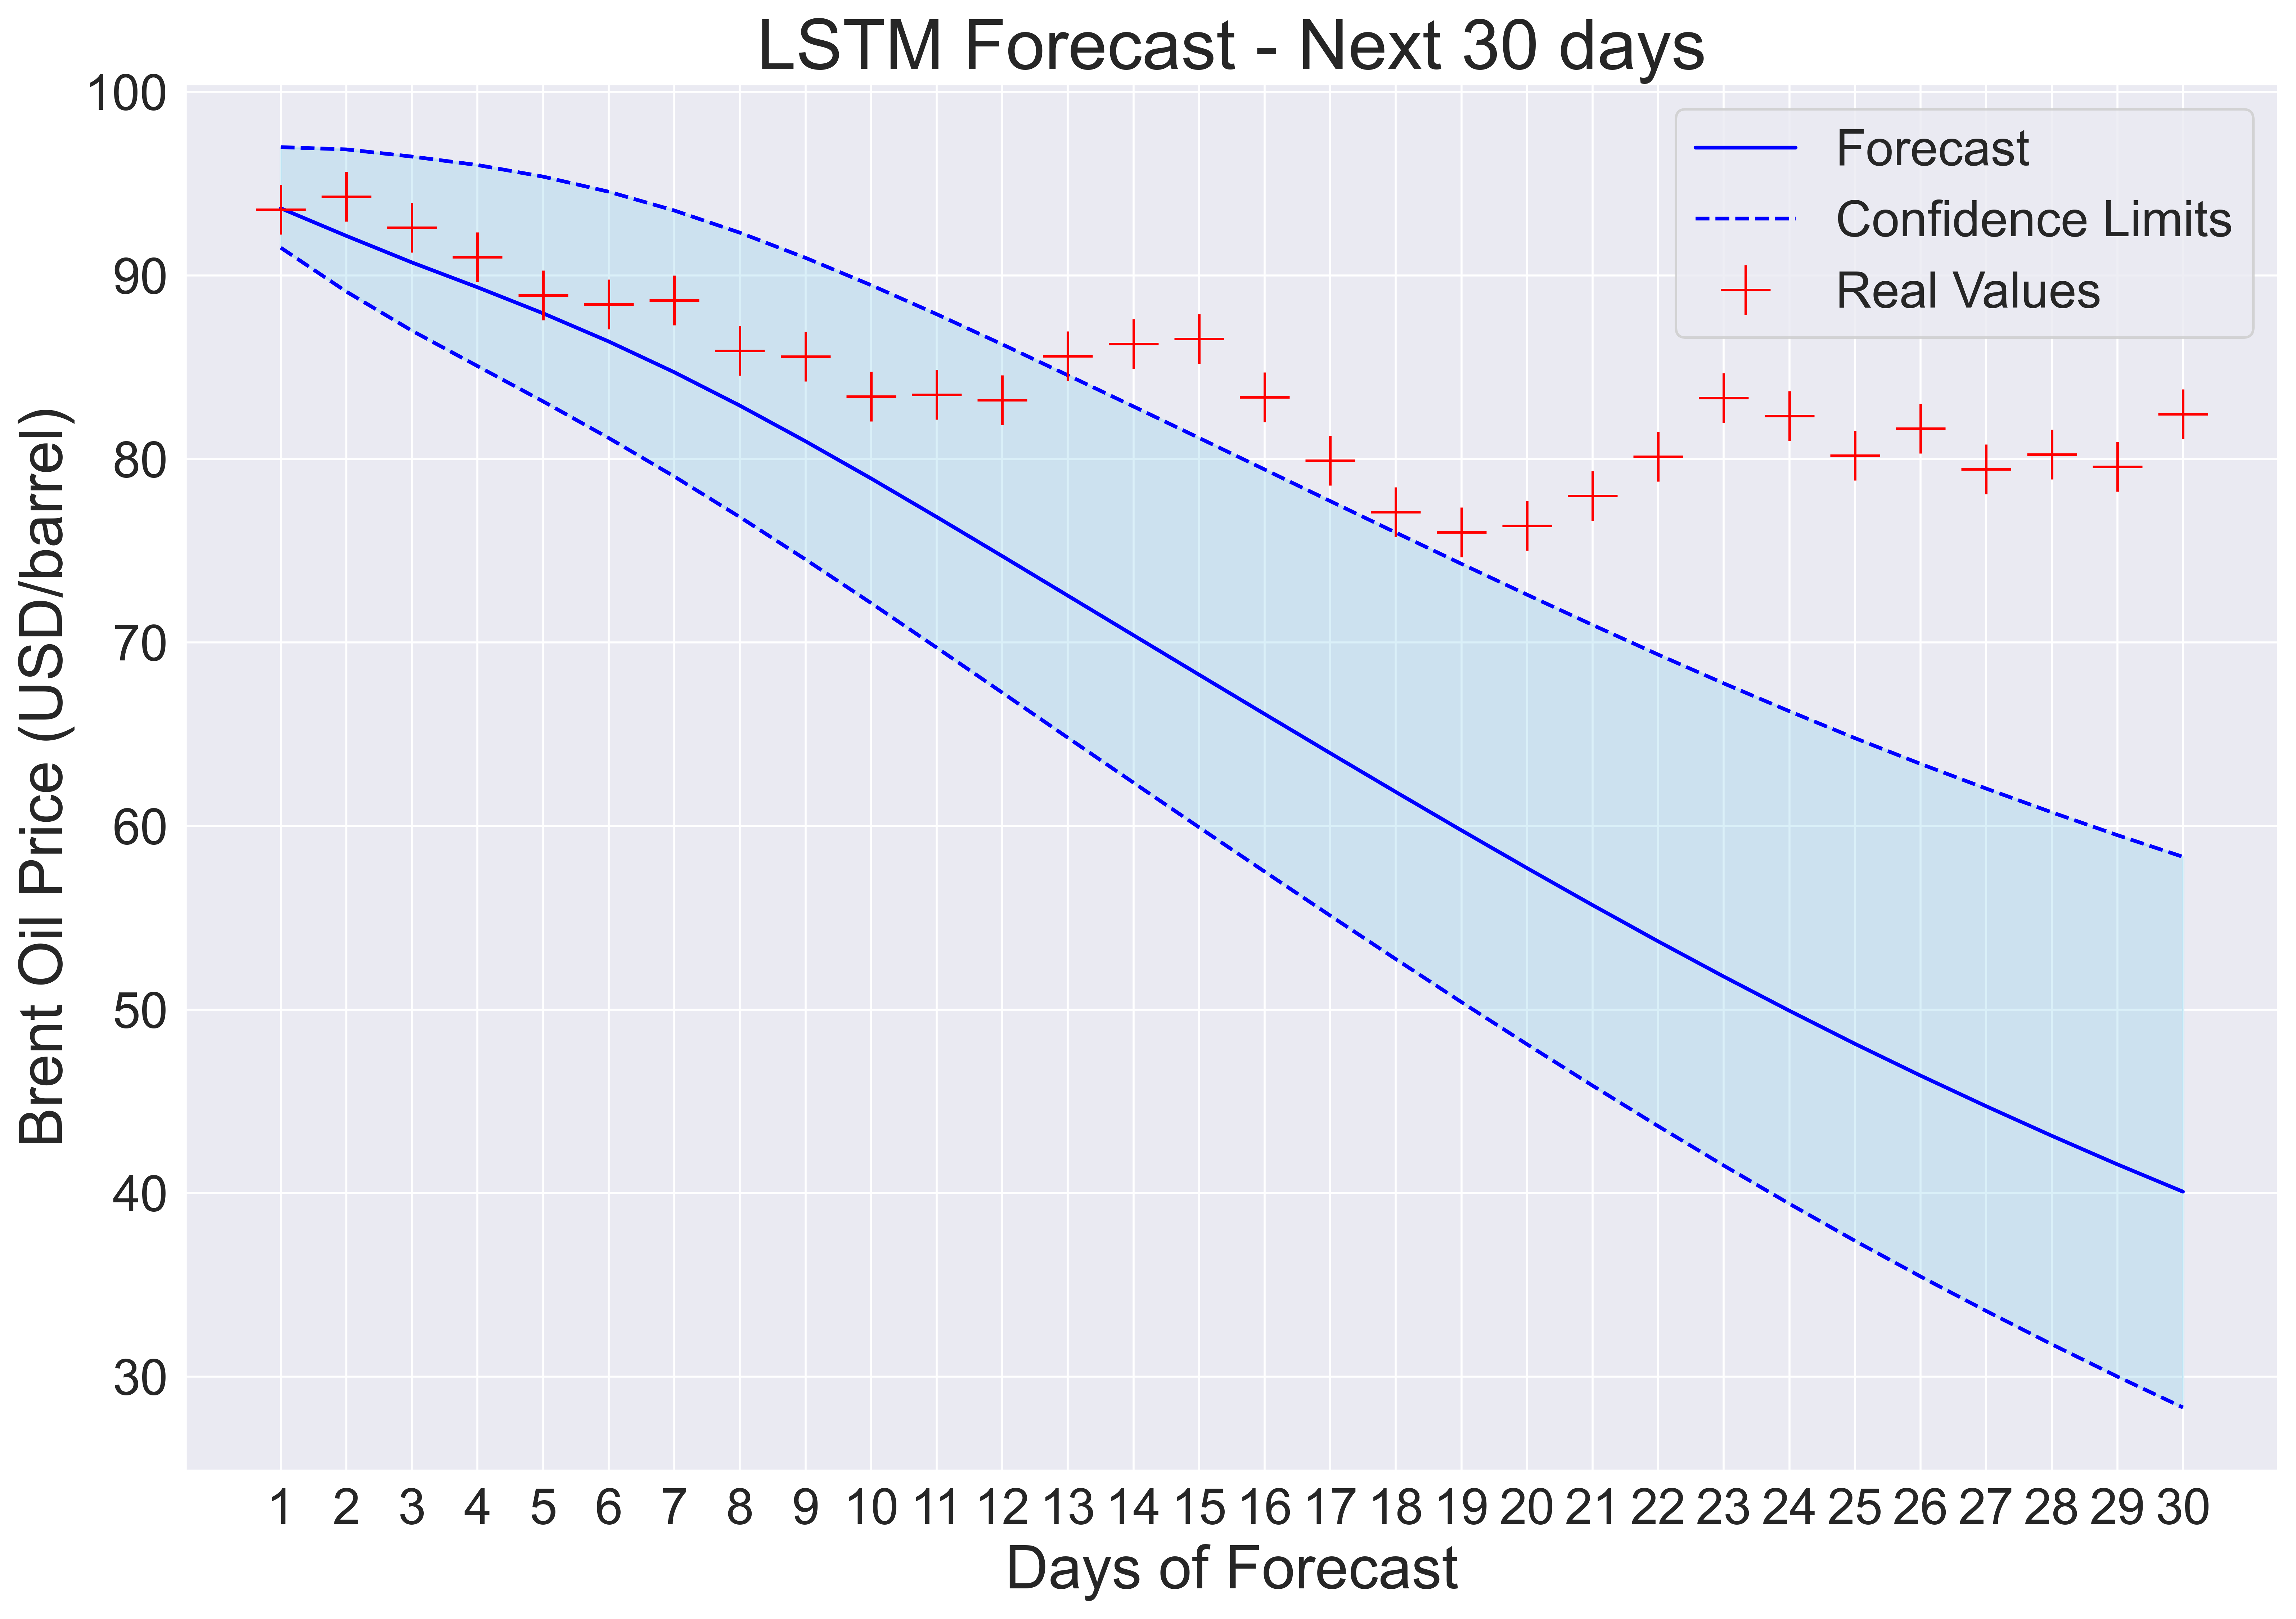 LSTM Forecast - Next 30 days
Forecast
Confidence Limits
Real Values
Brent Oil Price (USD/barrel)
100
90
80
70
60
50
40
30
1 2 3 4 5 6 7 8 9 10 11 12 13 14 15 16 17 18 19 20 21 22 23 24 25 26 27 28 29 30
Days of Forecast